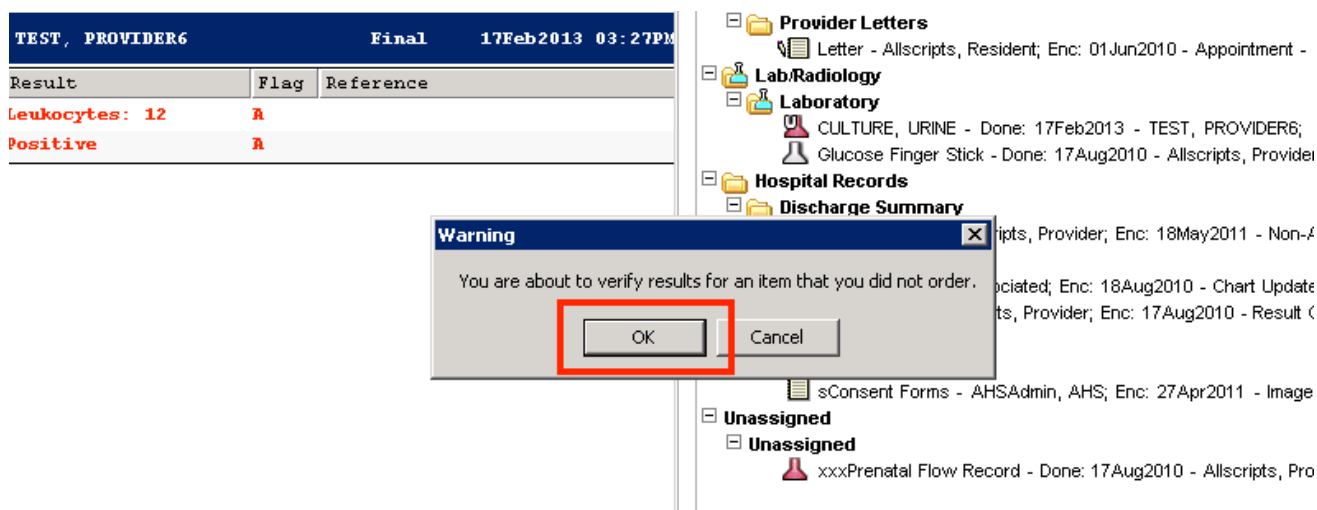 TEST, PROVIDER6 Final 17Feb2013 03:27PM
Result Flag Reference
Leukocytes: 12 A
Positive A
Provider Letters
Letter - Allscripts, Resident; Enc: 01Jun2010 - Appointment -
Lab/Radiology
Laboratory
CULTURE, URINE - Done: 17Feb2013 - TEST, PROVIDER6;
Glucose Finger Stick - Done: 17Aug2010 - Allscripts, Provider
Hospital Records
Discharge Summary
ripts, Provider; Enc: 18May2011 - Non-A
ociated; Enc: 18Aug2010 - Chart Update
ts, Provider; Enc: 17Aug2010 - Result
sConsent Forms - AHSAdmin, AHS; Enc: 27Apr2011 - Image
Unassigned
Unassigned
xxxPrenatal Flow Record - Done: 17Aug2010 - Allscripts, Pro
Warning
You are about to verify results for an item that you did not order.
OK Cancel